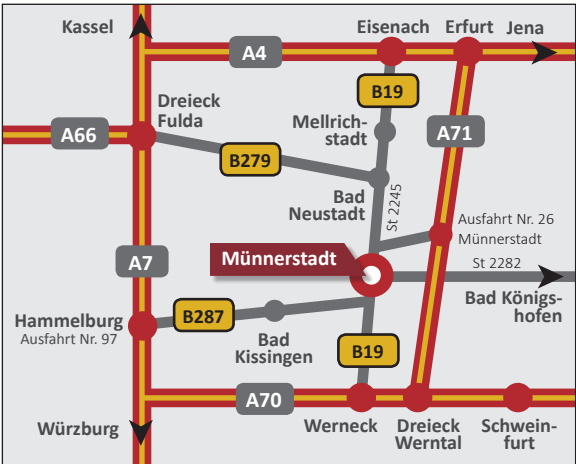 Kassel
Eisenach
Erfurt
Jena
A4
B19
Dreieck
Fulda
A66
Mellrich-
stadt
A71
B279
Bad
Neustadt
St 2245
Ausfahrt Nr. 26
Münnerstadt
Münnerstadt
St 2282
A7
Bad Königs-
hofen
Hammelburg
Ausfahrt Nr. 97
B287
Bad
Kissingen
B19
A70
Würzburg
Werneck
Dreieck
Werntal
Schwein-
furt